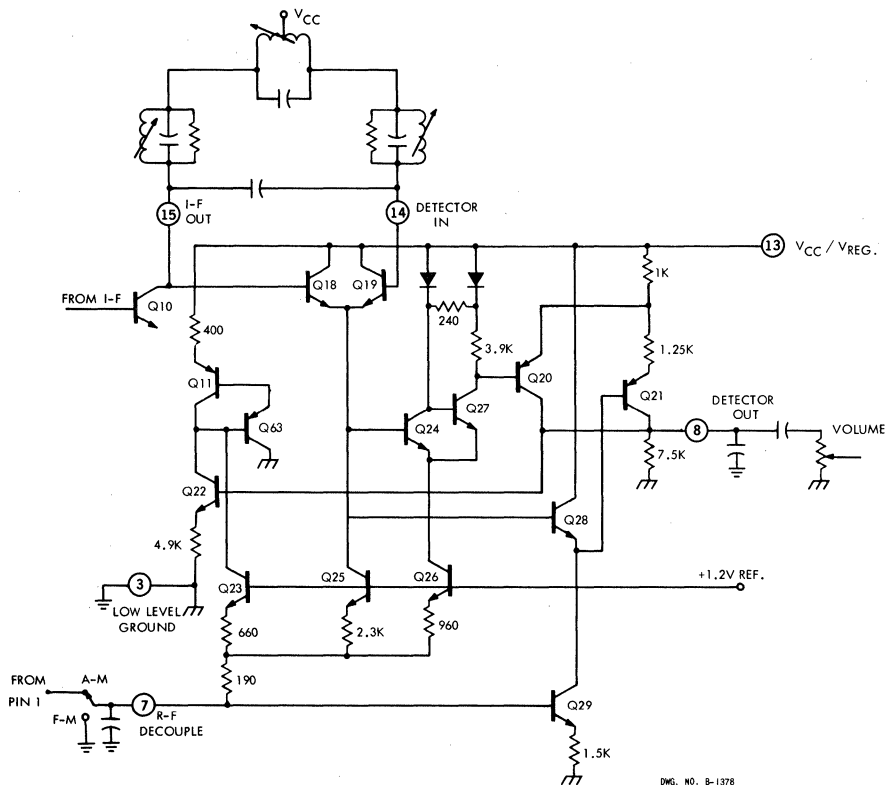 VCC
15
I-F
OUT
14
DETECTOR
IN
13
VCC / VREG.
FROM I-F
Q10
Q18
Q19
1K
400
240
3.9K
1.25K
Q11
Q20
Q21
Q63
Q24
Q27
DETECTOR
OUT
8
VOLUME
7.5K
Q22
Q28
4.9K
3
LOW LEVEL
GROUND
Q23
Q25
Q26
+1.2V REF.
660
2.3K
960
190
FROM
PIN 1
A-M
F-M
7
R-F
DECOUPLE
Q29
1.5K
DWG. NO. B-1378